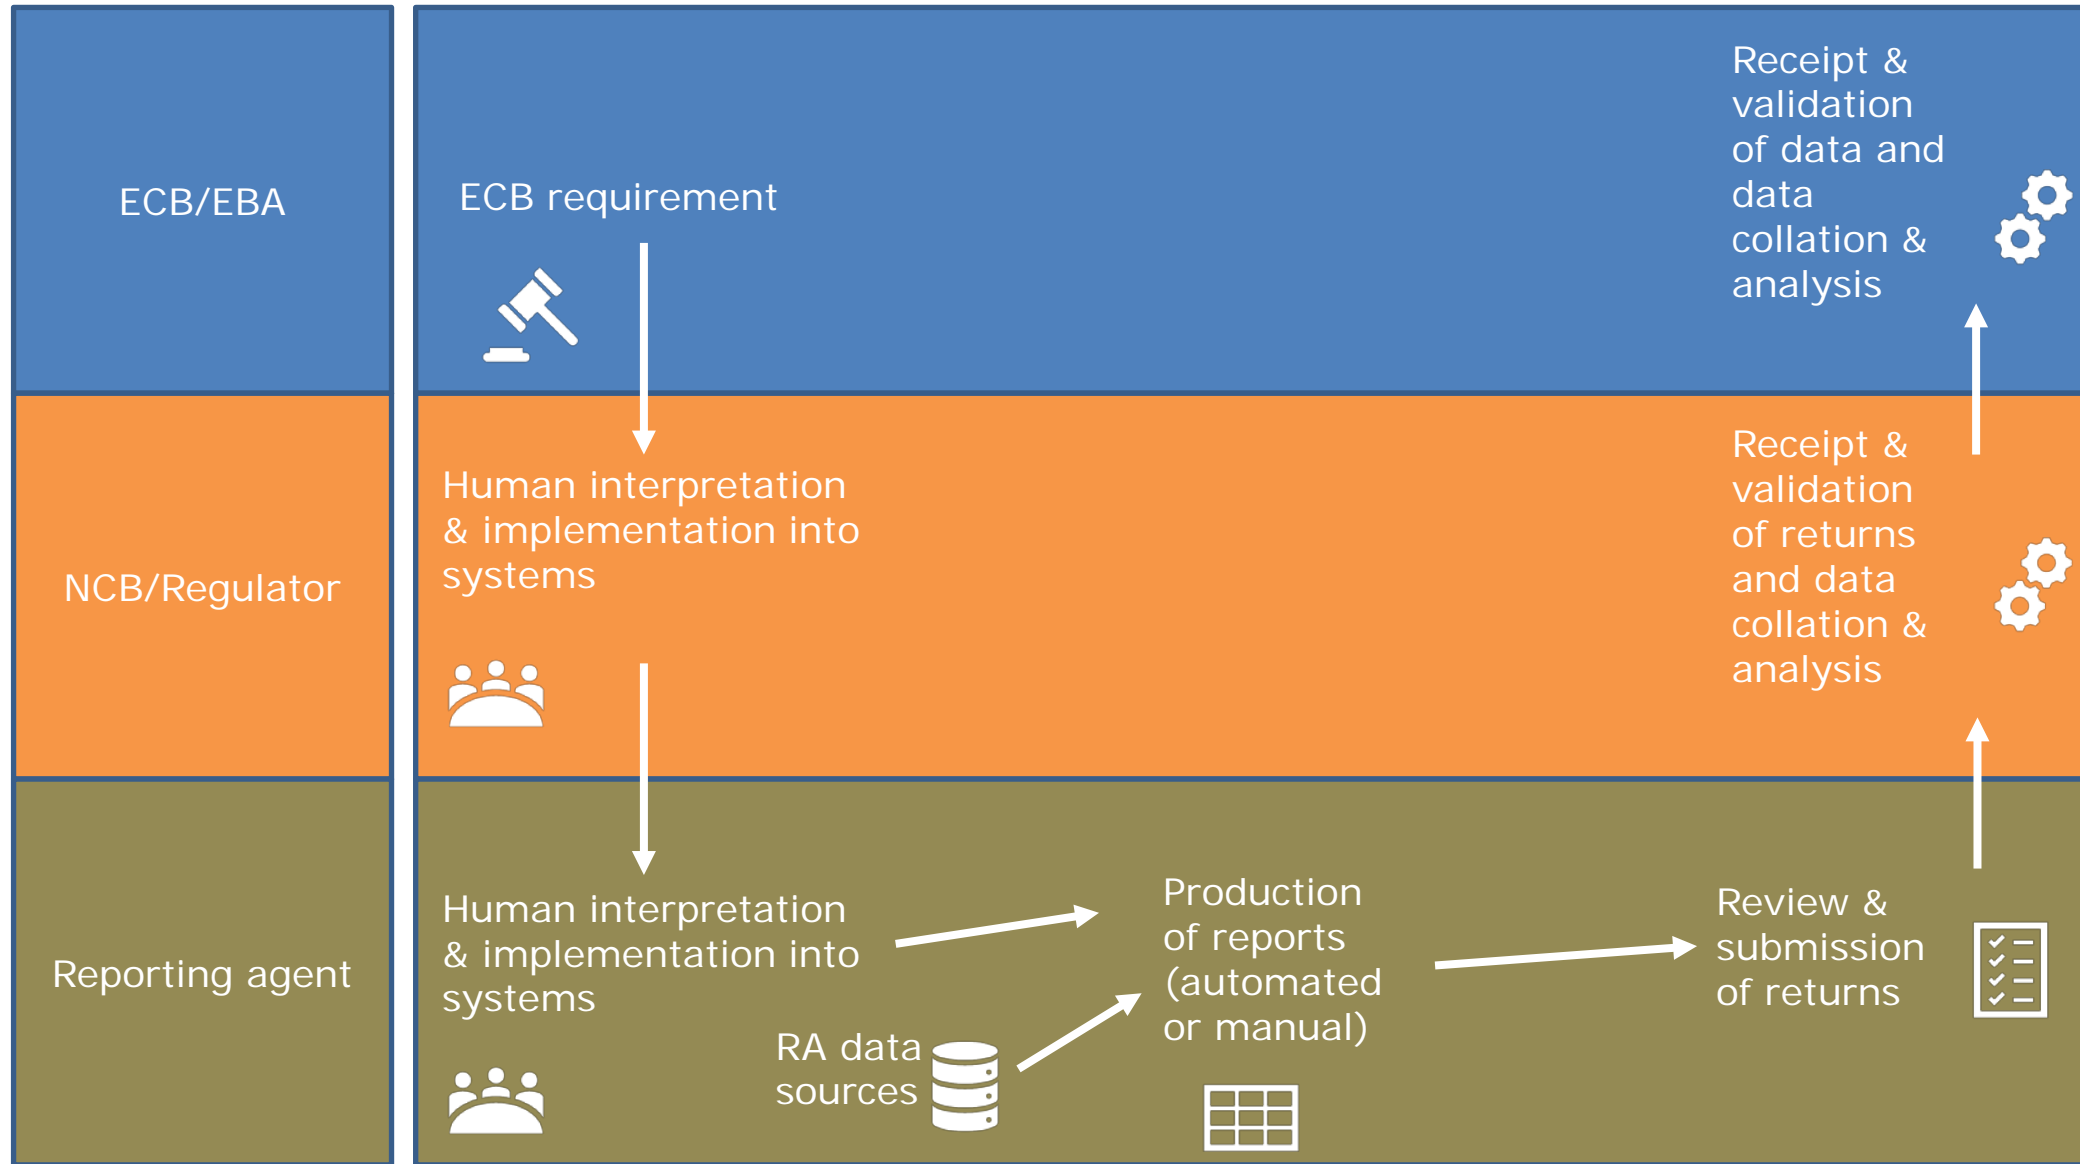 ECB/EBA
ECB requirement
Receipt &
validation
of data and
data
collation &
analysis
NCB/Regulator
Human interpretation
& implementation into
systems
Receipt &
validation
of returns
and data
collation &
analysis
Reporting agent
Human interpretation
& implementation into
systems
RA data
sources
Production
of reports
(automated
or manual)
Review &
submission
of returns